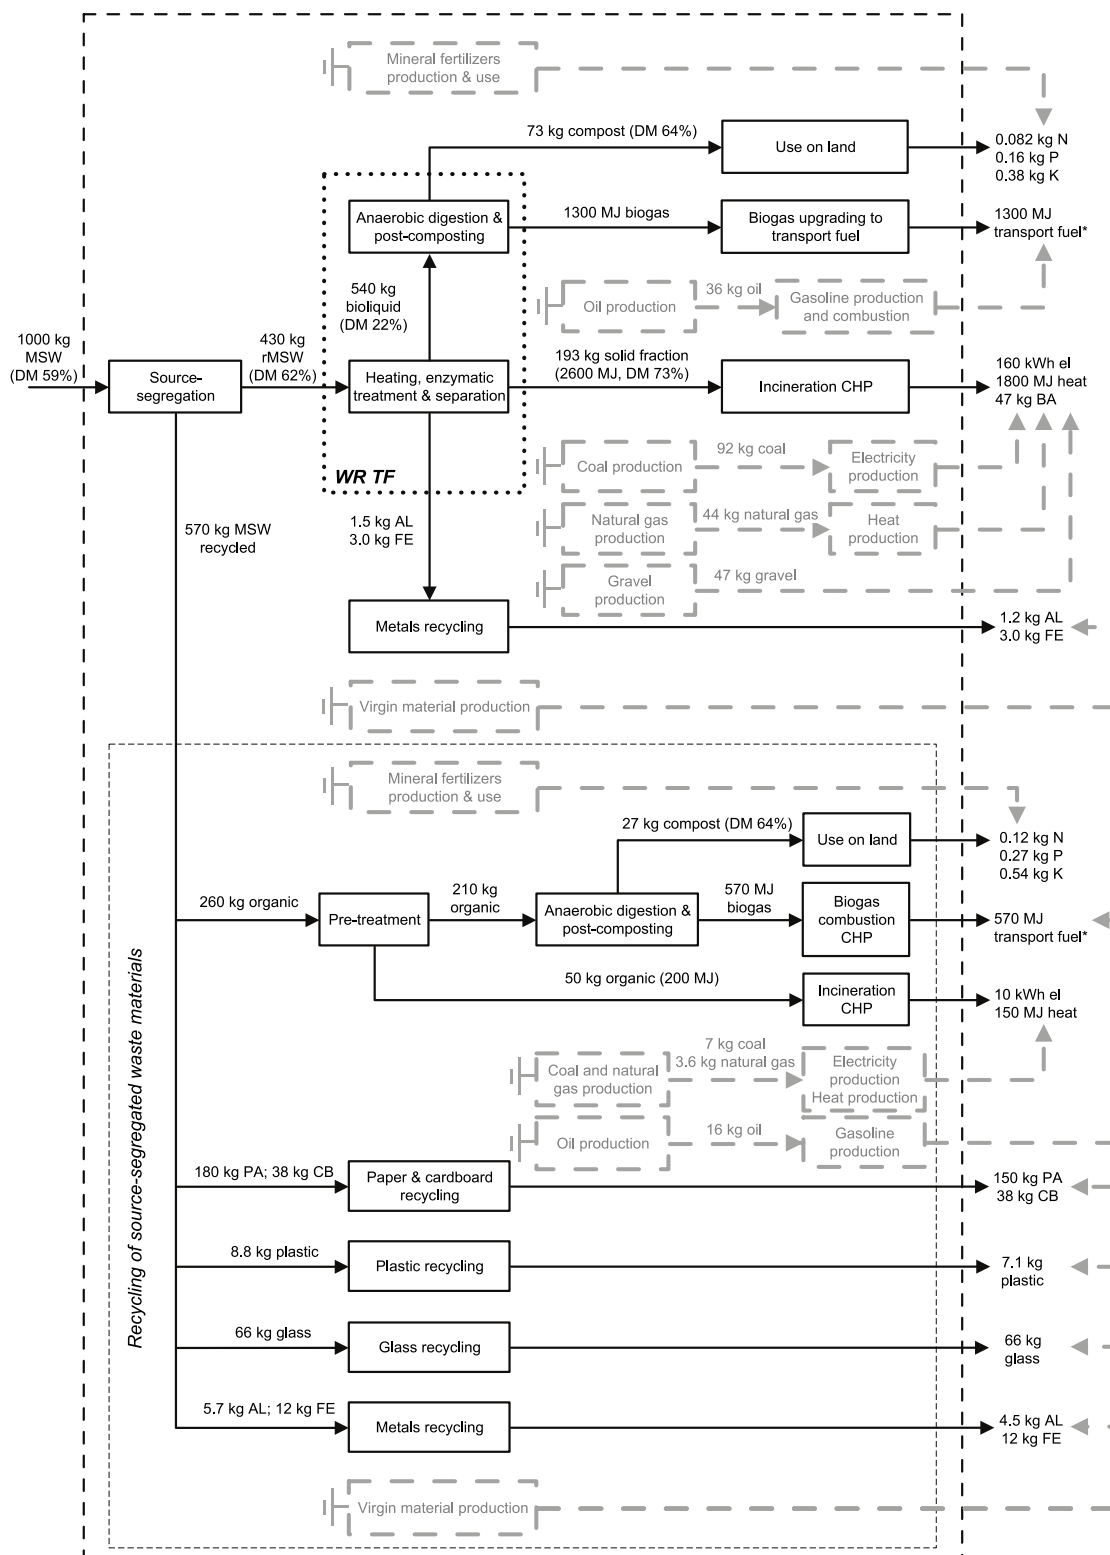 Mineral fertilizers
production & use
73 kg compost (DM 64%)
Use on land
0.082 kg N
0.16 kg P
0.38 kg K
Anaerobic digestion &
post-composting
1300 MJ biogas
Biogas upgrading to
transport fuel
1300 MJ
transport fuel*
540 kg
bioliquid
(DM 22%)
Oil production
36 kg oil
Gasoline production
and combustion
1000 kg
MSW
(DM 59%)
Source-
segregation
430 kg
rMSW
(DM 62%)
Heating, enzymatic
treatment & separation
193 kg solid fraction
(2600 MJ, DM 73%)
Incineration CHP
160 kWh el
1800 MJ heat
47 kg BA
WR TF
Coal production
92 kg coal
Electricity
production
570 kg MSW
recycled
1.5 kg AL
3.0 kg FE
Natural gas
production
44 kg natural gas
Heat
production
Gravel
production
47 kg gravel
Metals recycling
1.2 kg AL
3.0 kg FE
Virgin material production
Recycling of source-segregated waste materials
Mineral fertilizers
production & use
27 kg compost (DM 64%)
Use on land
0.12 kg N
0.27 kg P
0.54 kg K
260 kg organic
Pre-treatment
210 kg
organic
Anaerobic digestion &
post-composting
570 MJ
biogas
Biogas
combustion
CHP
570 MJ
transport fuel*
50 kg organic (200 MJ)
Incineration
CHP
10 kWh el
150 MJ heat
Coal and natural
gas production
7 kg coal
3.6 kg natural gas
Electricity
production
Heat production
Oil production
16 kg oil
Gasoline
production
180 kg PA; 38 kg CB
Paper & cardboard
recycling
150 kg PA
38 kg CB
8.8 kg plastic
Plastic recycling
7.1 kg
plastic
66 kg glass
Glass recycling
66 kg
glass
5.7 kg AL; 12 kg FE
Metals recycling
4.5 kg AL
12 kg FE
Virgin material production